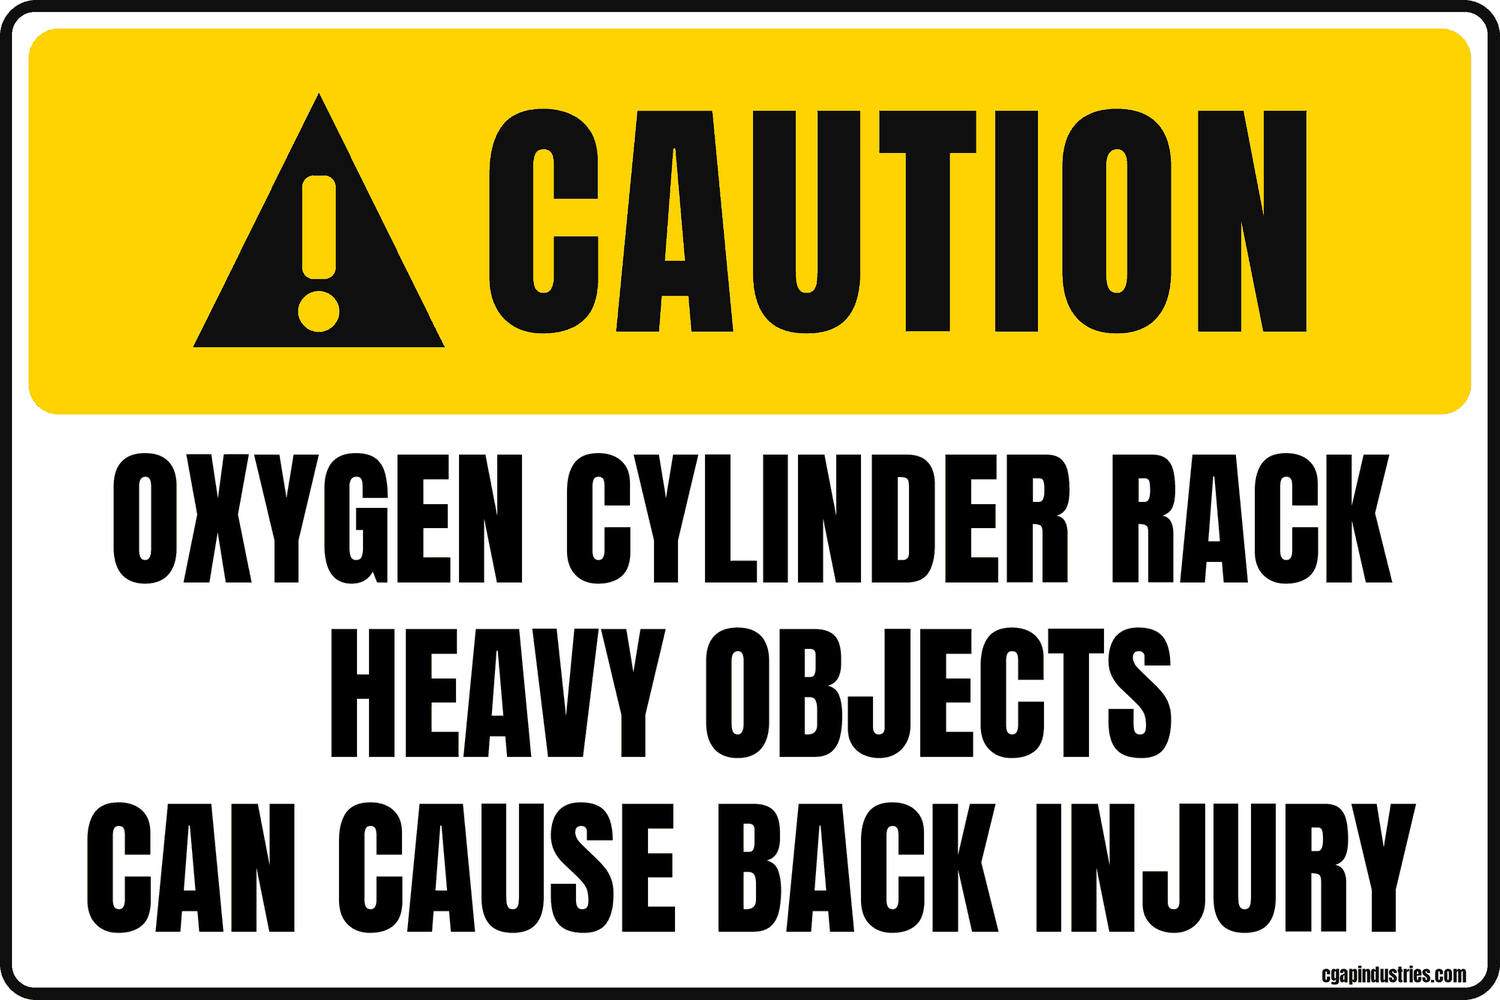 CAUTION
OXYGEN CYLINDER RACK
HEAVY OBJECTS
CAN CAUSE BACK INJURY
cgapindustries.com